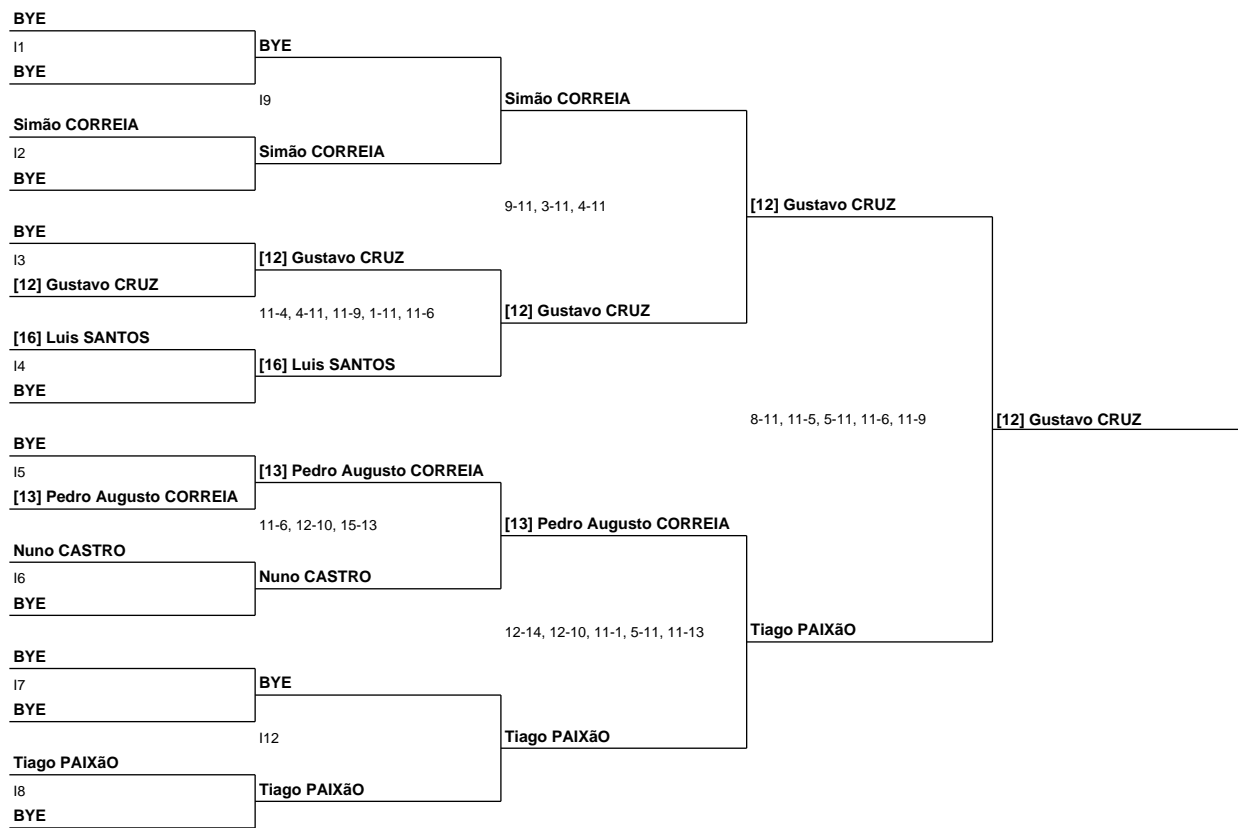 BYE
I1
BYE
BYE
I9
Simão CORREIA
Simão CORREIA
I2
Simão CORREIA
BYE
9-11, 3-11, 4-11
[12] Gustavo CRUZ
BYE
I3
[12] Gustavo CRUZ
[12] Gustavo CRUZ
11-4, 4-11, 11-9, 1-11, 11-6
[12] Gustavo CRUZ
[16] Luis SANTOS
I4
[16] Luis SANTOS
BYE
8-11, 11-5, 5-11, 11-6, 11-9
[12] Gustavo CRUZ
BYE
I5
[13] Pedro Augusto CORREIA
[13] Pedro Augusto CORREIA
11-6, 12-10, 15-13
[13] Pedro Augusto CORREIA
Nuno CASTRO
I6
Nuno CASTRO
BYE
12-14, 12-10, 11-1, 5-11, 11-13
Tiago PAIXãO
BYE
I7
BYE
BYE
I12
Tiago PAIXãO
Tiago PAIXãO
I8
Tiago PAIXãO
BYE